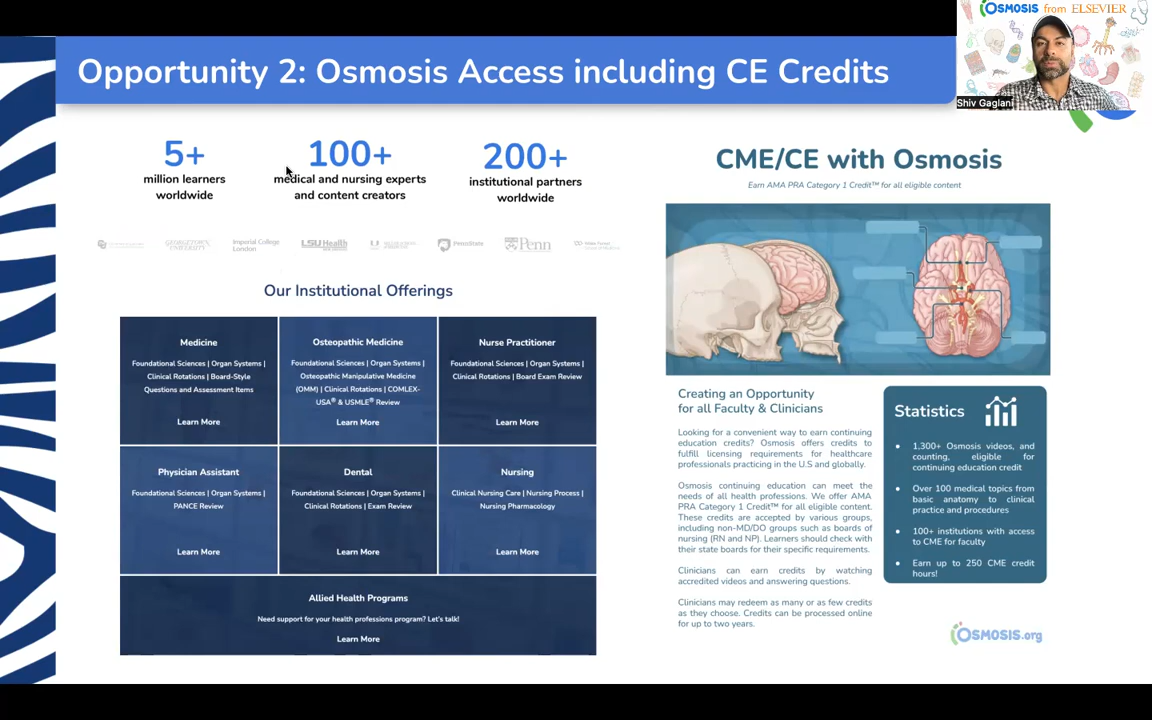 Opportunity 2: Osmosis Access including CE Credits
OSMOSIS from ELSEVIER
Shiv Gaglani
5+
million learners
worldwide
100+
medical and nursing experts
and content creators
200+
institutional partners
worldwide
GEORGETOWN
UNIVERSITY
Imperial College
London
LSU Health
PennState
Penn
Our Institutional Offerings
Medicine
Foundational Sciences | Organ Systems |
Clinical Rotations | Board-Style
Questions and Assessment Items
Learn More
Osteopathic Medicine
Foundational Sciences | Organ Systems |
Osteopathic Manipulative Medicine
(OMM) | Clinical Rotations | COMLEX-
USA® & USMLE® Review
Learn More
Nurse Practitioner
Foundational Sciences | Organ Systems |
Clinical Rotations | Board Exam Review
Learn More
Physician Assistant
Foundational Sciences | Organ Systems |
PANCE Review
Learn More
Dental
Foundational Sciences | Organ Systems |
Clinical Rotations | Exam Review
Learn More
Nursing
Clinical Nursing Care | Nursing Process |
Nursing Pharmacology
Learn More
Allied Health Programs
Need support for your health professions program? Let's talk!
Learn More
CME/CE with Osmosis
Earn AMA PRA Category 1 Credit™ for all eligible content
Creating an Opportunity
for all Faculty & Clinicians
Looking for a convenient way to earn continuing
education credits? Osmosis offers credits to
fulfill licensing requirements for healthcare
professionals practicing in the U.S and globally.
Osmosis continuing education can meet the
needs of all health professions. We offer AMA
PRA Category 1 Credit™ for all eligible content.
These credits are accepted by various groups,
including non-MD/DO groups such as boards of
nursing (RN and NP). Learners should check with
their state boards for their specific requirements.
Clinicians can earn credits by watching
accredited videos and answering questions.
Clinicians may redeem as many or as few credits
as they choose. Credits can be processed online
for up to two years.
Statistics
• 1,300+ Osmosis videos, and
counting, eligible for
continuing education credit
• Over 100 medical topics from
basic anatomy to clinical
practice and procedures
• 100+ institutions with access
to CME for faculty
• Earn up to 250 CME credit
hours!
OSMOSIS.org